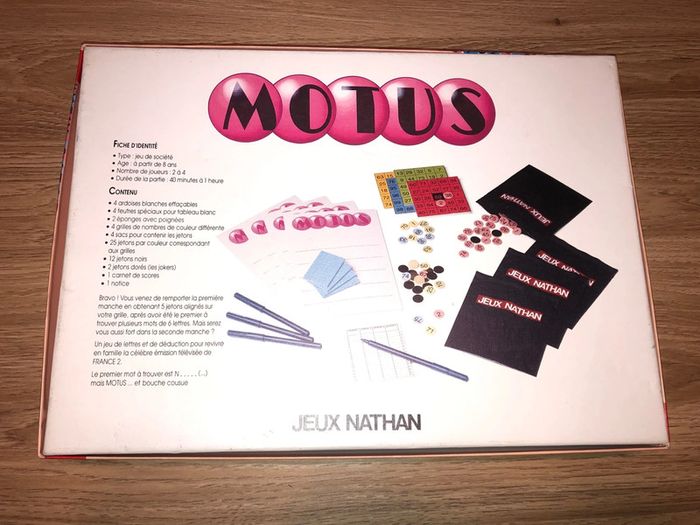 MOTUS
FICHE D'IDENTITÉ
• Type : jeu de société
• Age : à partir de 8 ans
• Nombre de joueurs : 2 à 4
• Durée de la partie : 40 minutes à 1 heure
CONTENU
• 4 ardoises blanches effaçables
• 4 feutres spéciaux pour tableau blanc
• 2 éponges avec poignées
• 4 grilles de nombres de couleur différente
• 4 sacs pour contenir les jetons
• 25 jetons par couleur correspondant
aux grilles
• 12 jetons noirs
• 2 jetons dorés (les jokers)
• 1 carnet de scores
• 1 notice
Bravo ! Vous venez de remporter la première
manche en obtenant 5 jetons alignés sur
votre grille, après avoir été le premier à
trouver plusieurs mots de 6 lettres. Mais serez
vous aussi fort dans la seconde manche ?
Un jeu de lettres et de déduction pour revivre
en famille la célèbre émission télévisée de
FRANCE 2.
Le premier mot à trouver est N . . . . . (...)
mais MOTUS ... et bouche cousue
MOTUS
JEUX NATHAN
JEUX NATHAN
JEUX NATHAN
JEUX NATHAN
JEUX NATHAN